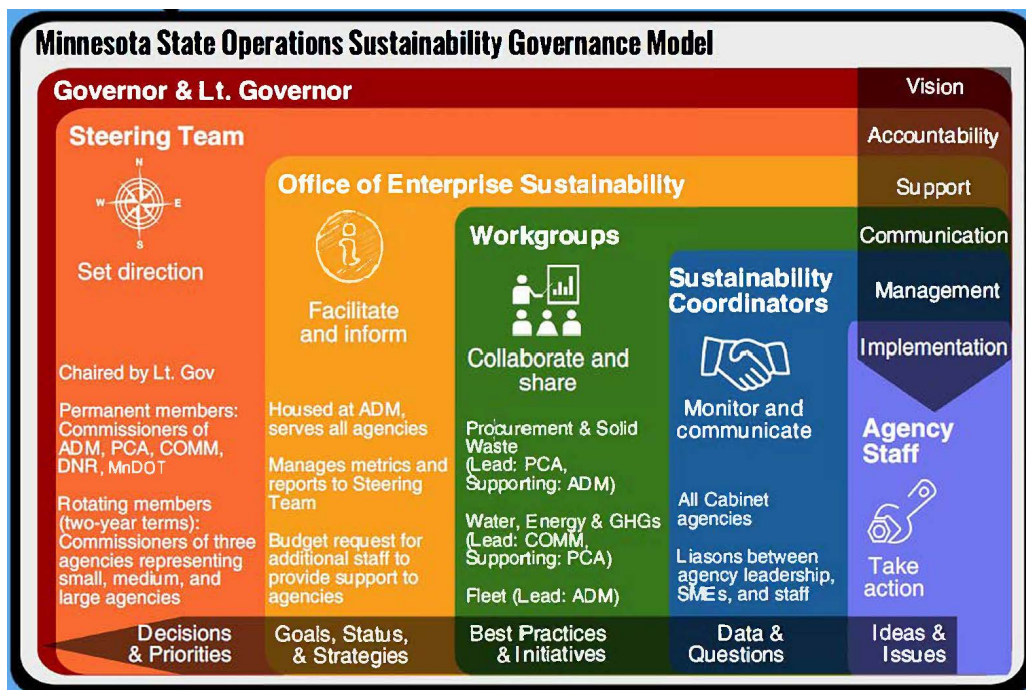 Minnesota State Operations Sustainability Governance Model
Governor & Lt. Governor
Vision
Steering Team
Accountability
N
W
E
S
Set direction
Chaired by Lt. Gov
Permanent members:
Commissioners of
ADM, PCA, COMM,
DNR, MnDOT
Rotating members
(two-year terms):
Commissioners of three
agencies representing
small, medium, and
large agencies
Decisions
& Priorities
Office of Enterprise Sustainability
Support
i
Facilitate
and inform
Housed at ADM,
serves all agencies
Manages metrics and
reports to Steering
Team
Budget request for
additional staff to
provide support to
agencies
Goals, Status,
& Strategies
Workgroups
Communication
Collaborate and
share
Procurement & Solid
Waste
(Lead: PCA,
Supporting: ADM)
Water, Energy & GHGs
(Lead: COMM,
Supporting: PCA)
Fleet (Lead: ADM)
Best Practices
& Initiatives
Sustainability
Coordinators
Management
Monitor and
communicate
All Cabinet
agencies
Liasons between
agency leadership,
SMEs, and staff
Data &
Questions
Implementation
Agency
Staff
Take
action
Ideas &
Issues